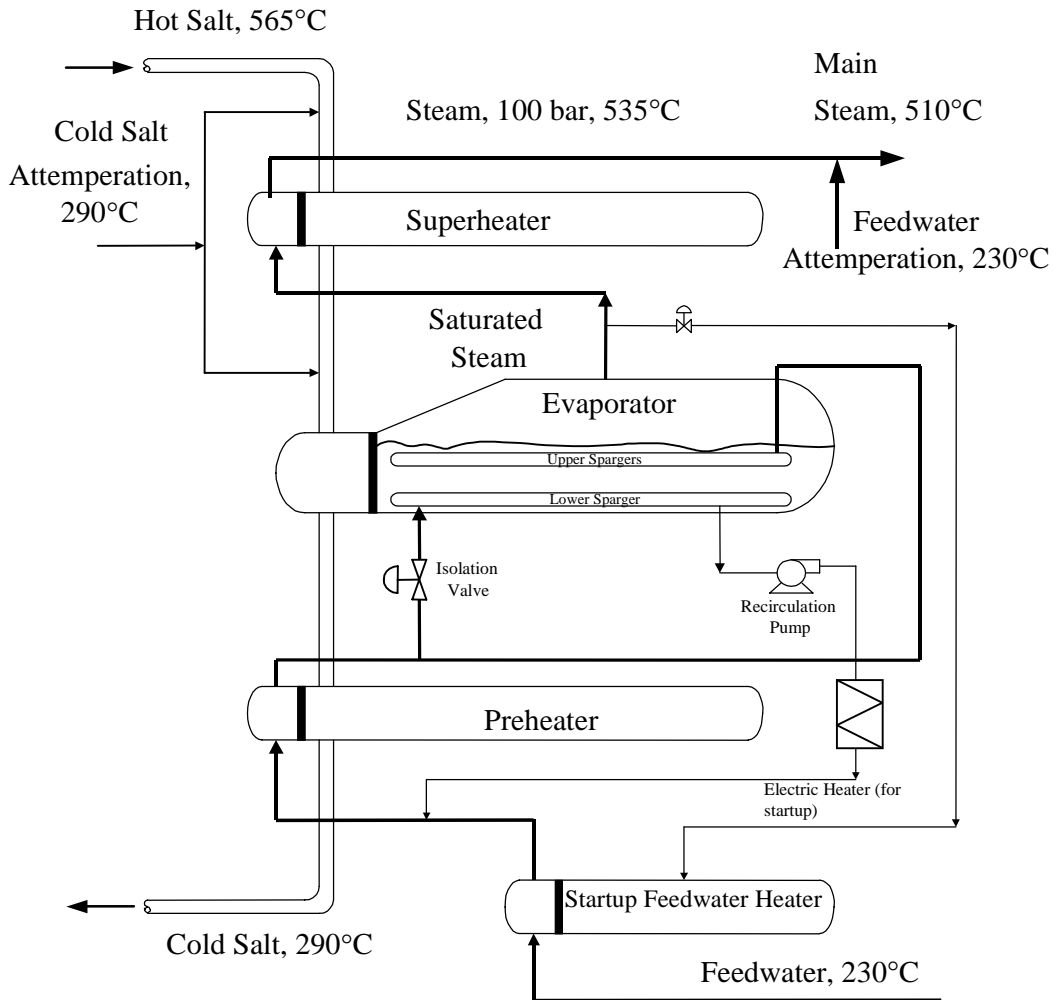 Hot Salt, 565°C
Main
Steam, 510°C
Steam, 100 bar, 535°C
Cold Salt
Attemperation,
290°C
Superheater
Feedwater
Attemperation, 230°C
Saturated
Steam
Evaporator
Upper Spargers
Lower Sparger
Isolation
Valve
Recirculation
Pump
Preheater
Electric Heater (for
startup)
Startup Feedwater Heater
Cold Salt, 290°C
Feedwater, 230°C